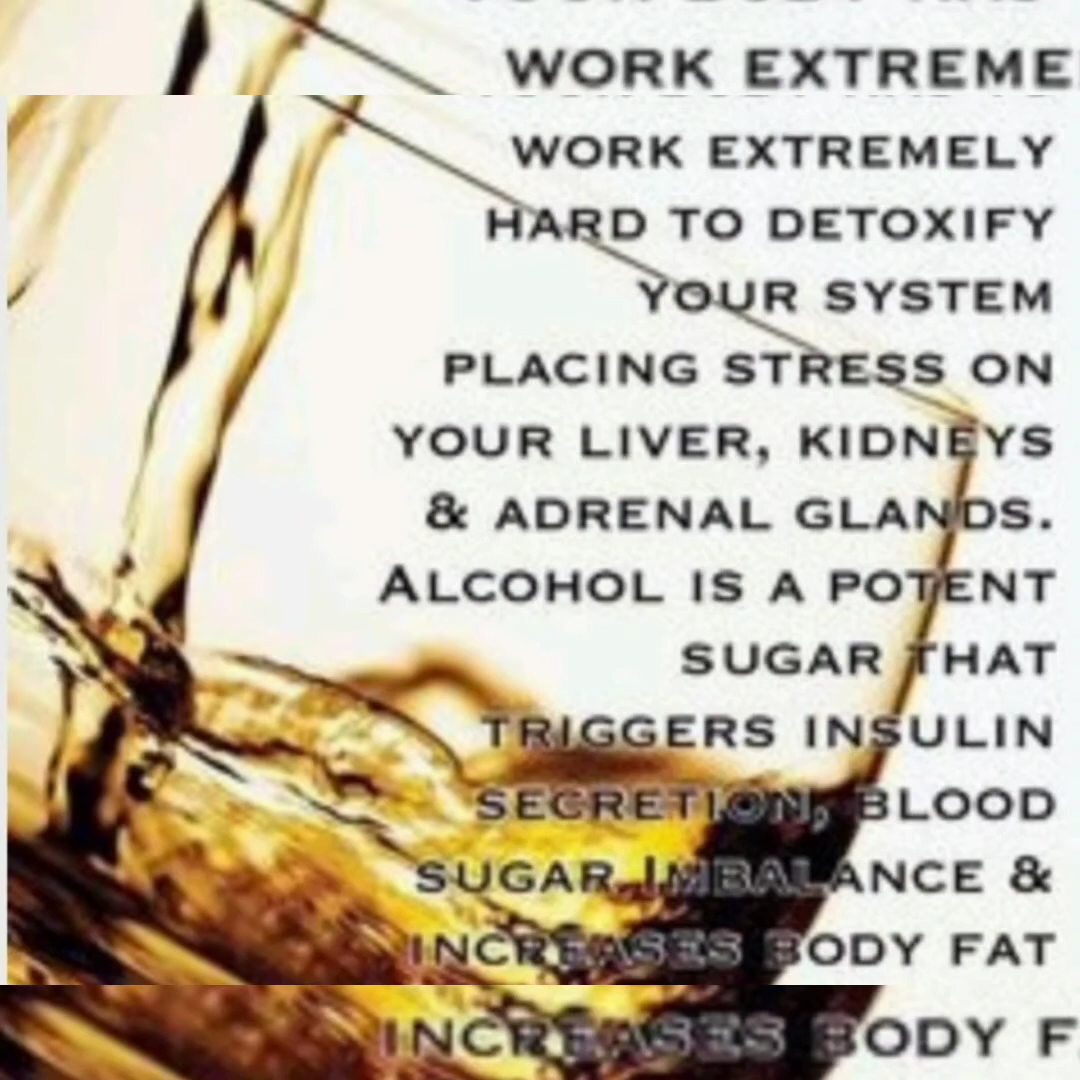 WORK EXTREME
WORK EXTREMELY
HARD TO DETOXIFY
YOUR SYSTEM
PLACING STRESS ON
YOUR LIVER, KIDNEYS
& ADRENAL GLANDS.
ALCOHOL IS A POTENT
SUGAR THAT
TRIGGERS INSULIN
SECRETION, BLOOD
SUGAR IMBALANCE &
INCREASES BODY FAT
INCREASES BODY F